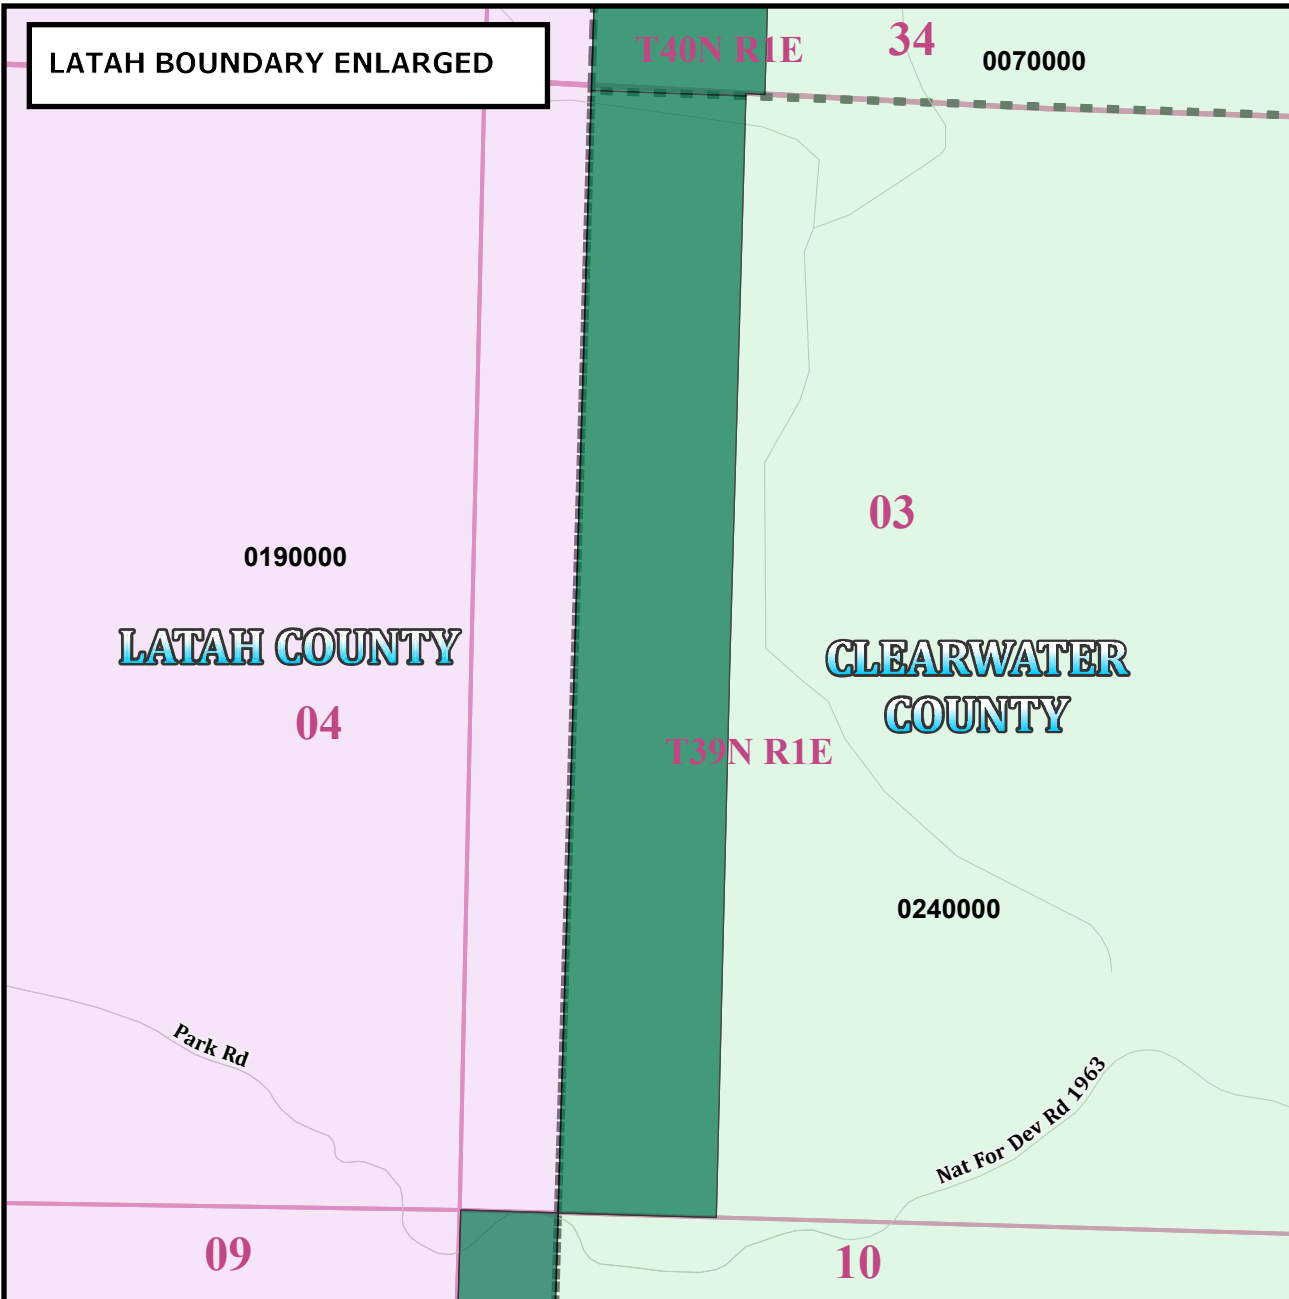 LATAH BOUNDARY ENLARGED
T40N R1E
34
0070000
03
0190000
LATAH COUNTY
CLEARWATER
COUNTY
04
T39N R1E
0240000
Park Rd
Nat For Dev Rd 1963
09
10